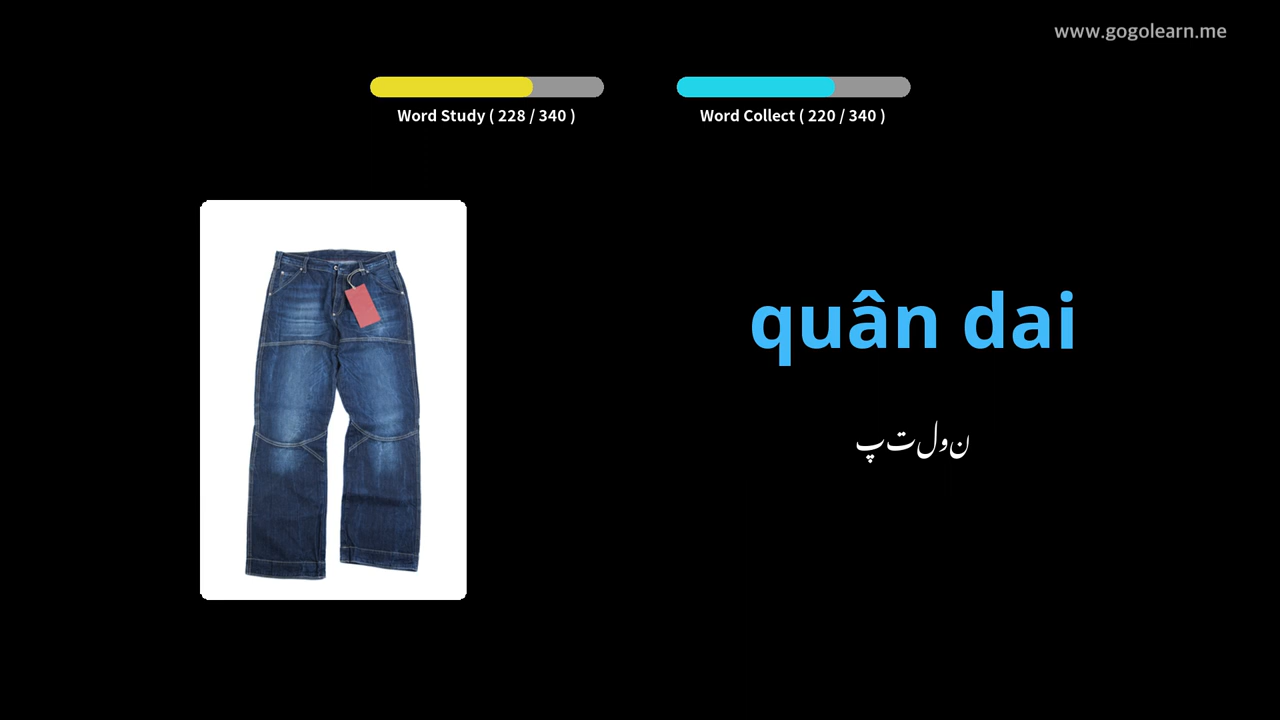 www.gogolearn.me
Word Study ( 228 / 340 )
Word Collect ( 220 / 340 )
quân dai
پتلون